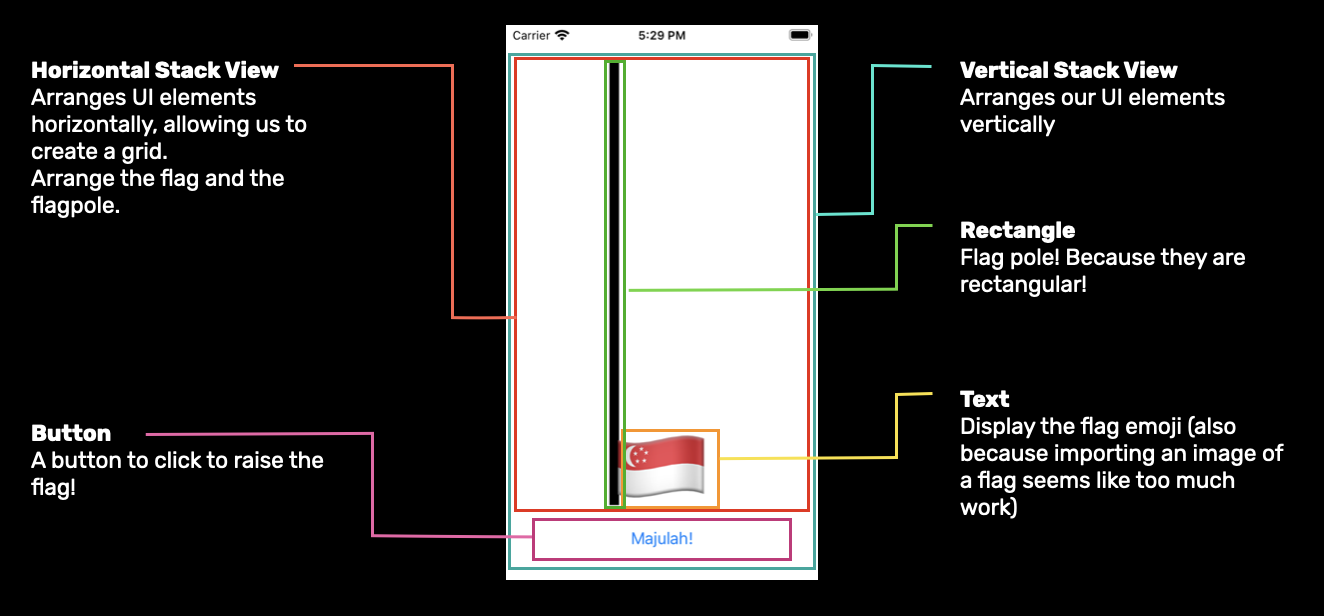 Carrier
5:29 PM
Horizontal Stack View
Arranges UI elements
horizontally, allowing us to
create a grid.
Arrange the flag and the
flagpole.
Button
A button to click to raise the
flag!
Majulah!
Vertical Stack View
Arranges our UI elements
vertically
Rectangle
Flag pole! Because they are
rectangular!
Text
Display the flag emoji (also
because importing an image of
a flag seems like too much
work)